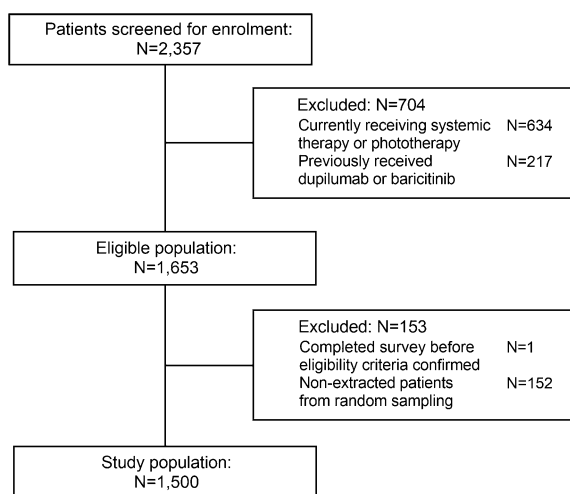 Patients screened for enrolment:
N=2,357
Excluded: N=704
Currently receiving systemic N=634
therapy or phototherapy
Previously received N=217
dupilumab or baricitinib
Eligible population:
N=1,653
Excluded: N=153
Completed survey before N=1
eligibility criteria confirmed
Non-extracted patients N=152
from random sampling
Study population:
N=1,500